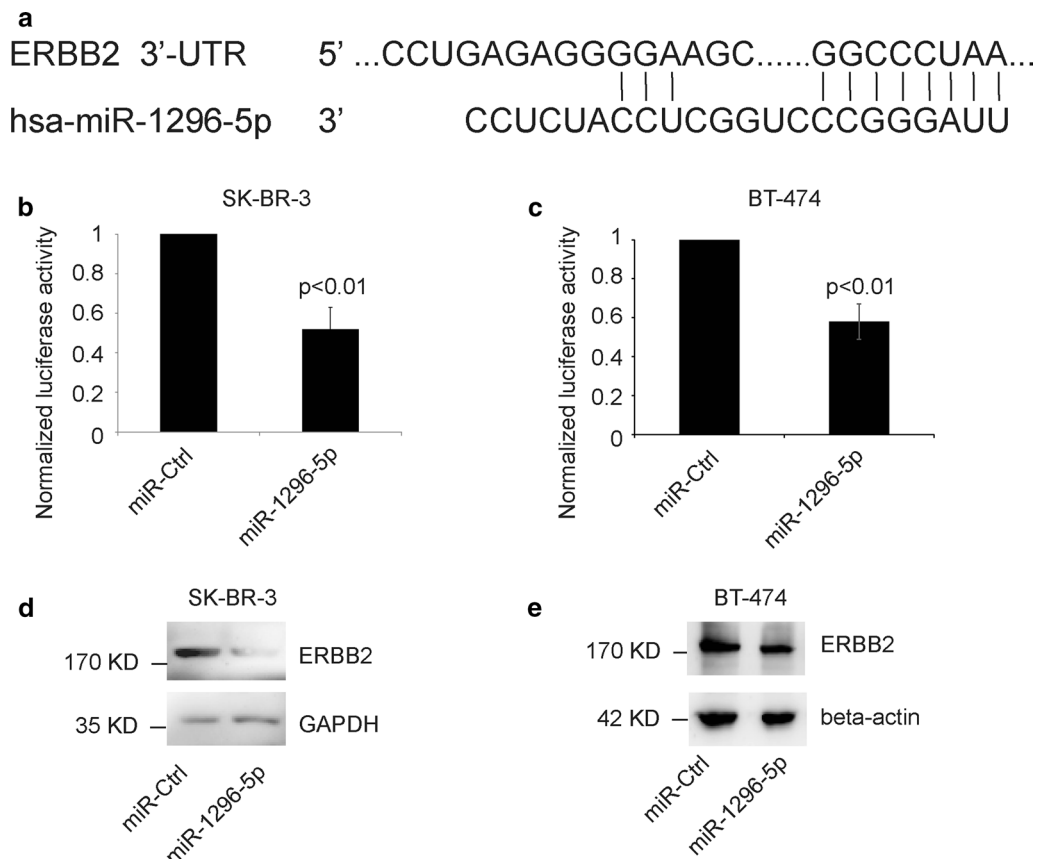 a
ERBB2 3’-UTR 5’ ...CCUGAGAGGGGGAAGC......GGCCCUAA...
hsa-miR-1296-5p 3’ CCUCUACCUCGGUCCCGGGAUU
b
SK-BR-3
Normalized luciferase activity
1
0.8
0.6
0.4
0.2
0
p<0.01
miR-Ctrl
miR-1296-5p
c
BT-474
Normalized luciferase activity
1
0.8
0.6
0.4
0.2
0
p<0.01
miR-Ctrl
miR-1296-5p
d
SK-BR-3
170 KD
ERBB2
35 KD
GAPDH
miR-Ctrl
miR-1296-5p
e
BT-474
170 KD
ERBB2
42 KD
beta-actin
miR-Ctrl
miR-1296-5p